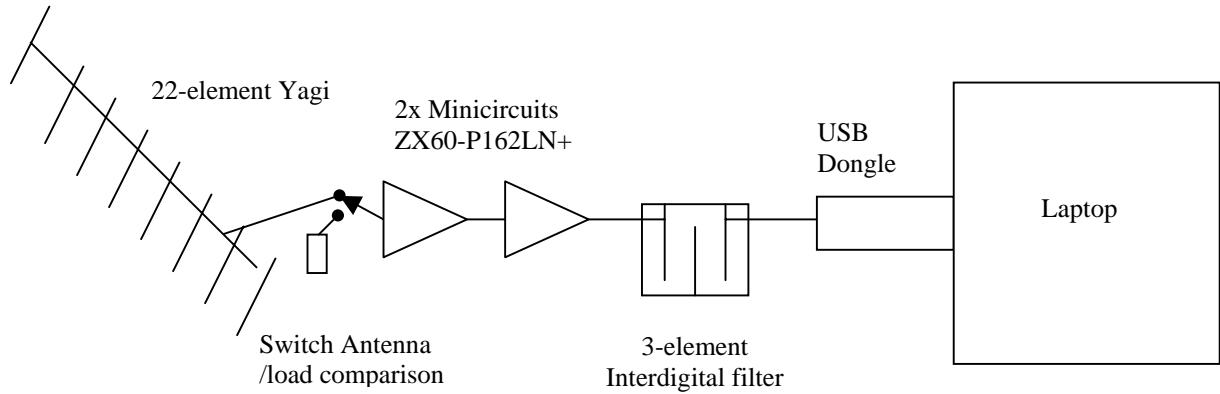 22-element Yagi
2x Minicircuits
ZX60-P162LN+
USB
Dongle
Laptop
Switch Antenna
/load comparison
3-element
Interdigital filter